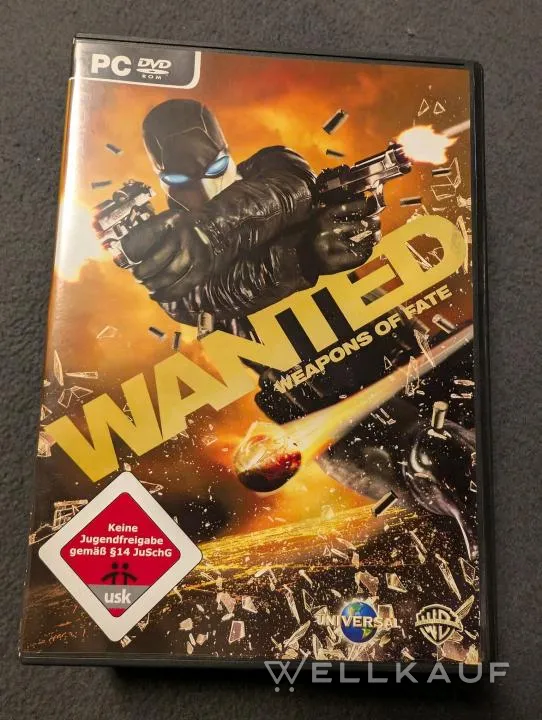 PC DVD
ROM
WANTED
WEAPONS OF FATE
Keine
Jugendfreigabe
gemäß §14 JuSchG
usk
UNIVERSAL
WB
WELLKAUF